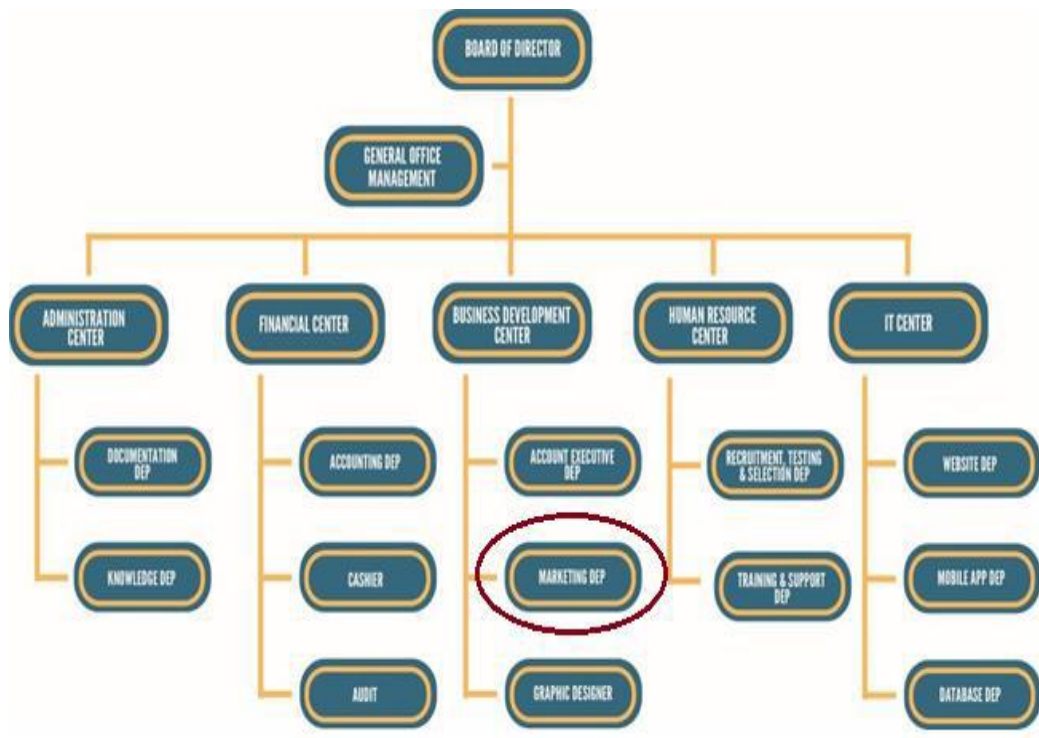 BOARD OF DIRECTOR
GENERAL OFFICE
MANAGEMENT
ADMINISTRATION
CENTER
FINANCIAL CENTER
BUSINESS DEVELOPMENT
CENTER
HUMAN RESOURCE
CENTER
IT CENTER
DOCUMENTATION
DEP
ACCOUNTING DEP
ACCOUNT EXECUTIVE
DEP
RECRUITMENT, TESTING
& SELECTION DEP
WEBSITE DEP
KNOWLEDGE DEP
CASHIER
MARKETING DEP
TRAINING & SUPPORT
DEP
MOBILE APP DEP
AUDIT
GRAPHIC DESIGNER
DATABASE DEP